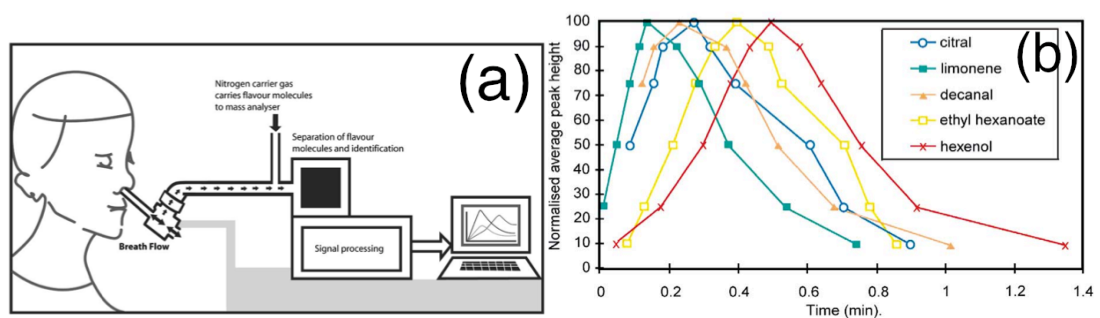 (a)
Nitrogen carrier gas
carries flavour molecules
to mass analyser
Separation of flavour
molecules and identification
Breath Flow
Signal processing
(b)
Normalised average peak height
100
90
80
70
60
50
40
30
20
10
0
0 0.2 0.4 0.6 0.8 1 1.2 1.4
Time (min).
citral
limonene
decanal
ethyl hexanoate
hexenol